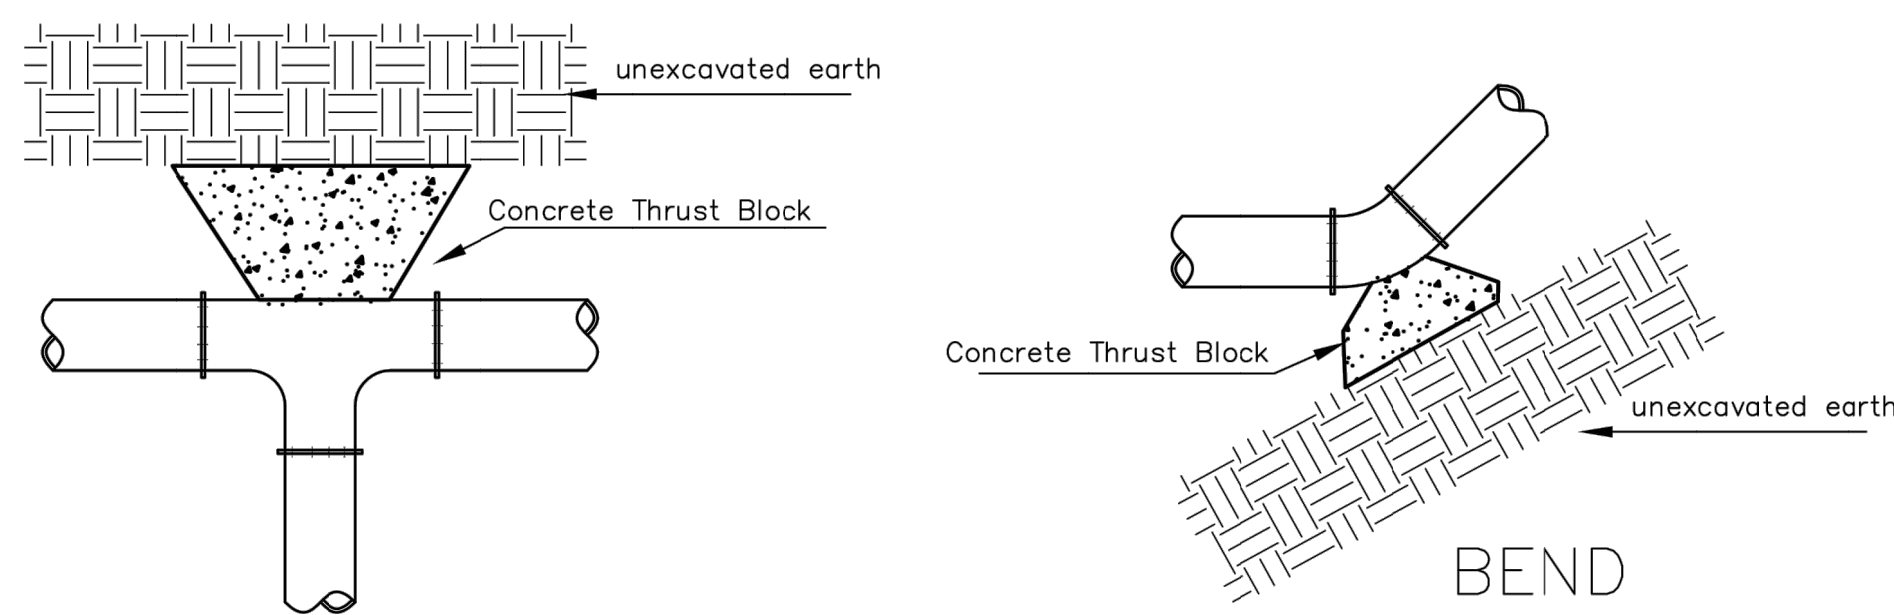 unexcavated earth
Concrete Thrust Block
Concrete Thrust Block
unexcavated earth
BEND